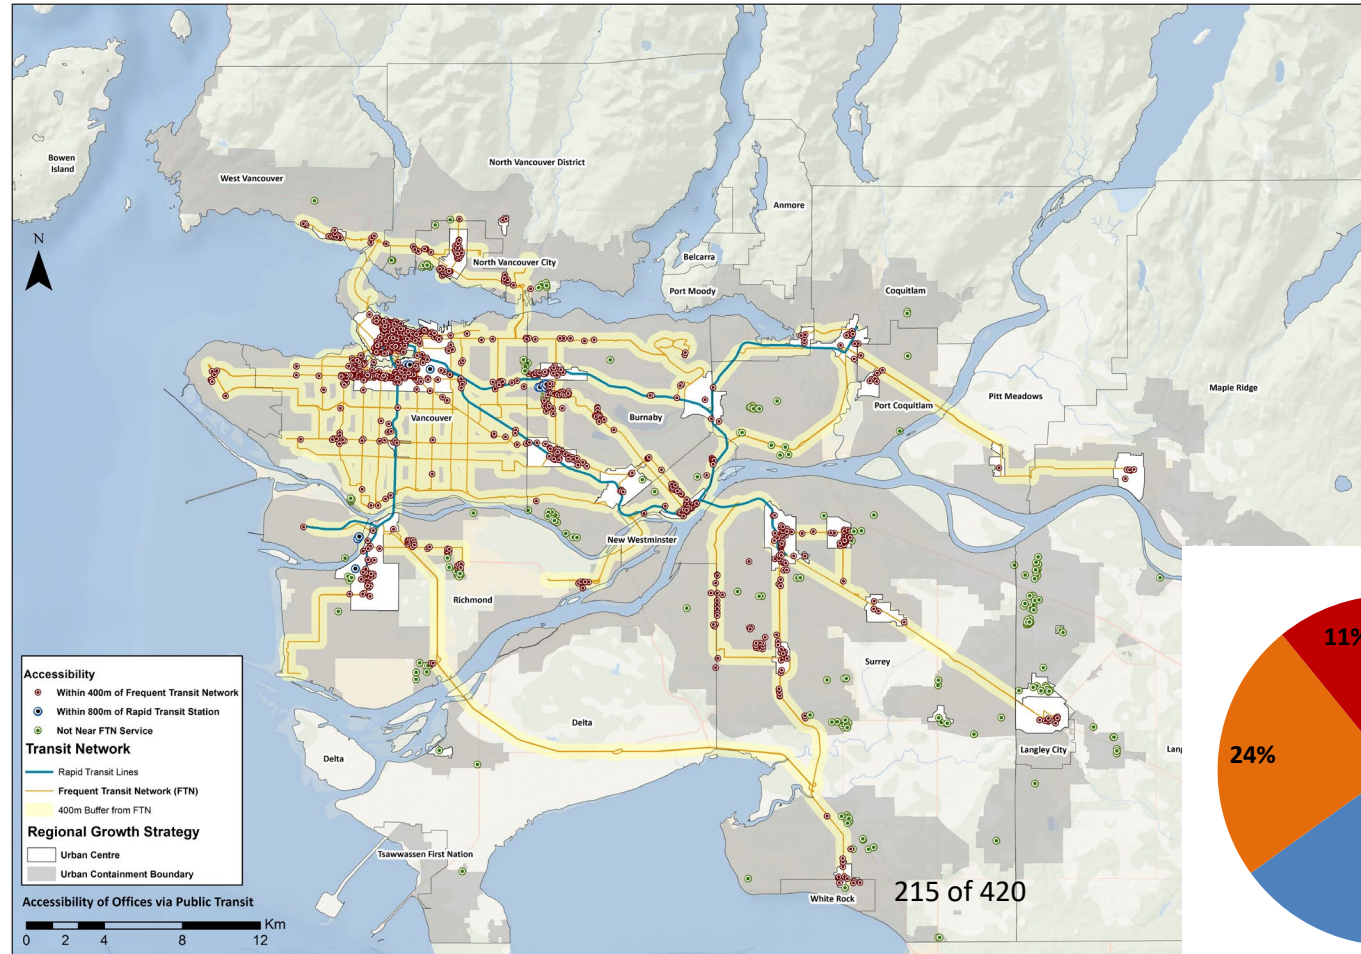 Bowen
Island
West Vancouver
North Vancouver District
Anmore
N
North Vancouver City
Belcarra
Port Moody
Coquitlam
Maple Ridge
Pitt Meadows
Port Coquitlam
Vancouver
Burnaby
New Westminster
Richmond
Surrey
Delta
Delta
Langley City
Tsawwassen First Nation
White Rock
215 of 420
Accessibility
Within 400m of Frequent Transit Network
Within 800m of Rapid Transit Station
Not Near FTN Service
Transit Network
Rapid Transit Lines
Frequent Transit Network (FTN)
400m Buffer from FTN
Regional Growth Strategy
Urban Centre
Urban Containment Boundary
Accessibility of Offices via Public Transit
Km
0 2 4 8 12
11%
24%